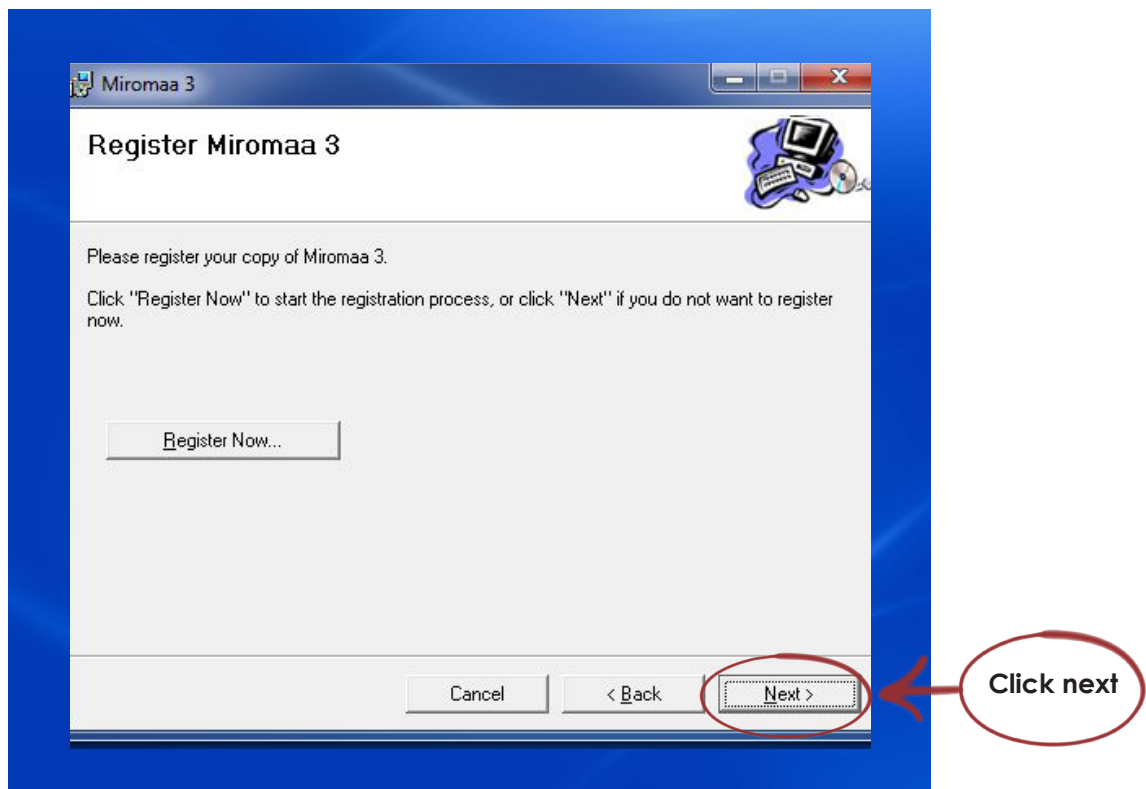 Miromaa 3
Register Miromaa 3
Please register your copy of Miromaa 3.
Click "Register Now" to start the registration process, or click "Next" if you do not want to register
now.
Register Now...
Cancel
< Back
Next >
Click next